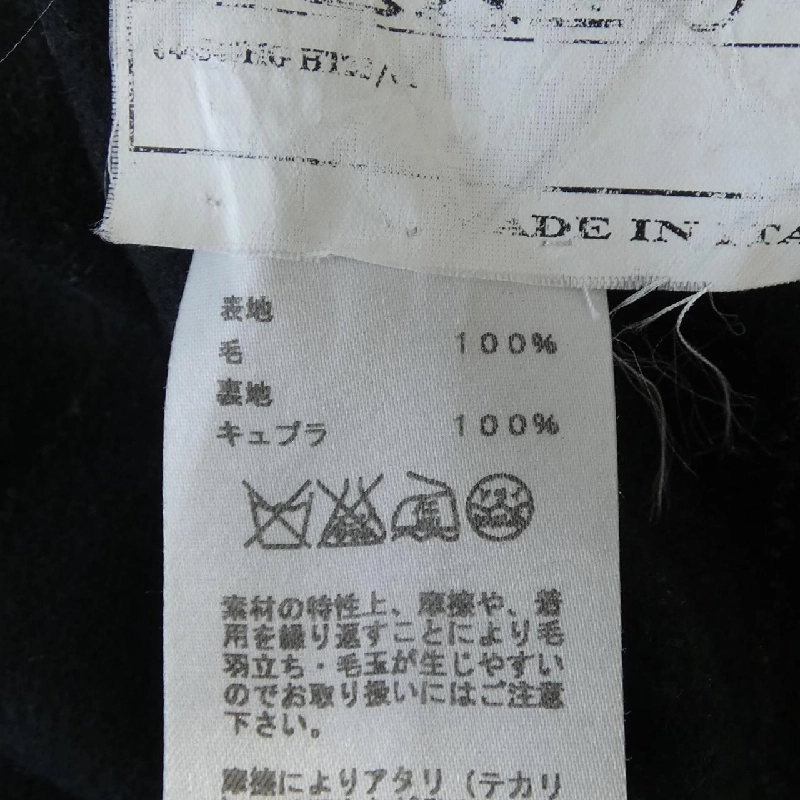 MADE IN ITA
表地
毛 100%
裏地
キュプラ 100%
素材の特性上、摩擦や、着
用を繰り返すことにより毛
羽立ち・毛玉が生じやすい
のでお取り扱いにはご注意
下さい。
摩擦によりアタリ（テカリ